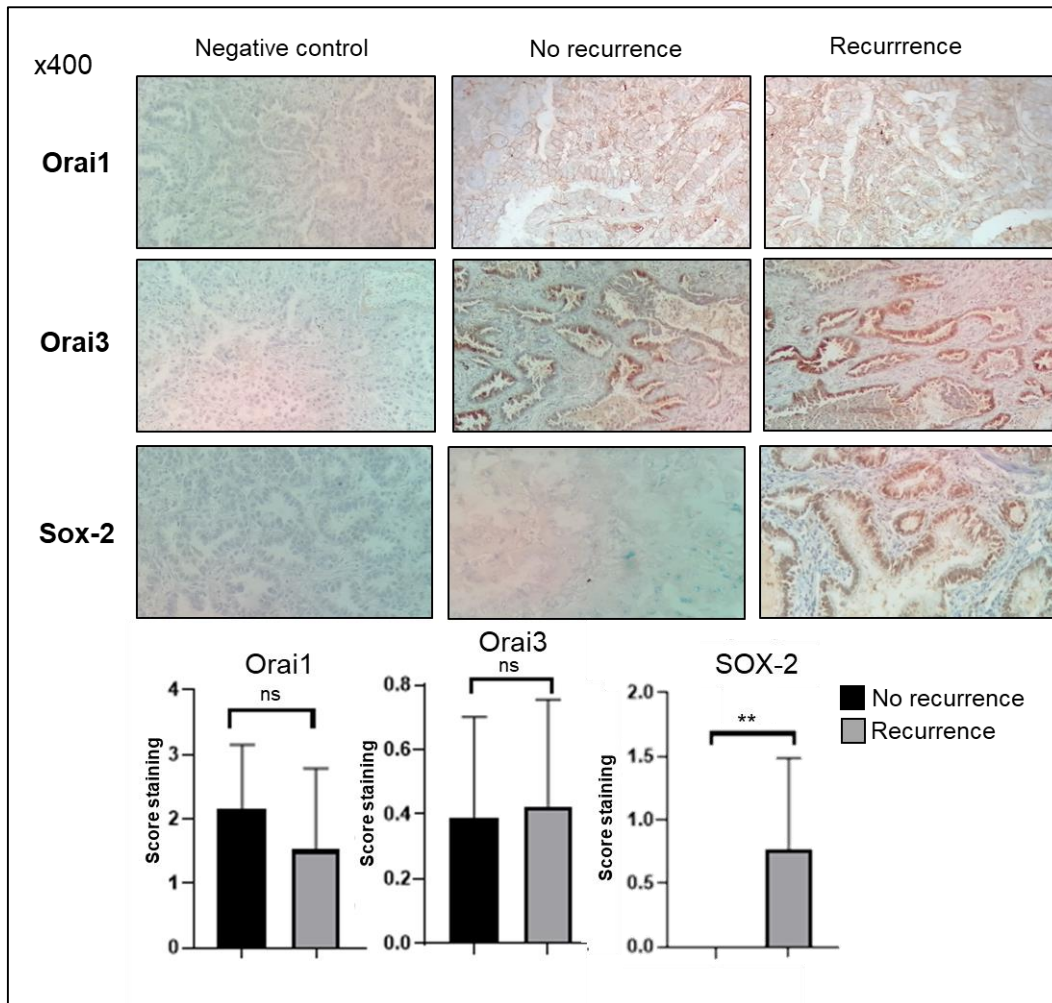 Negative control
No recurrence
Recurrrence
x400
Orai1
Orai3
Sox-2
Orai1
ns
Score staining
4
3
2
1
0
Orai3
ns
Score staining
0.8
0.6
0.4
0.2
0.0
SOX-2
**
Score staining
2.0
1.5
1.0
0.5
0.0
No recurrence
Recurrence